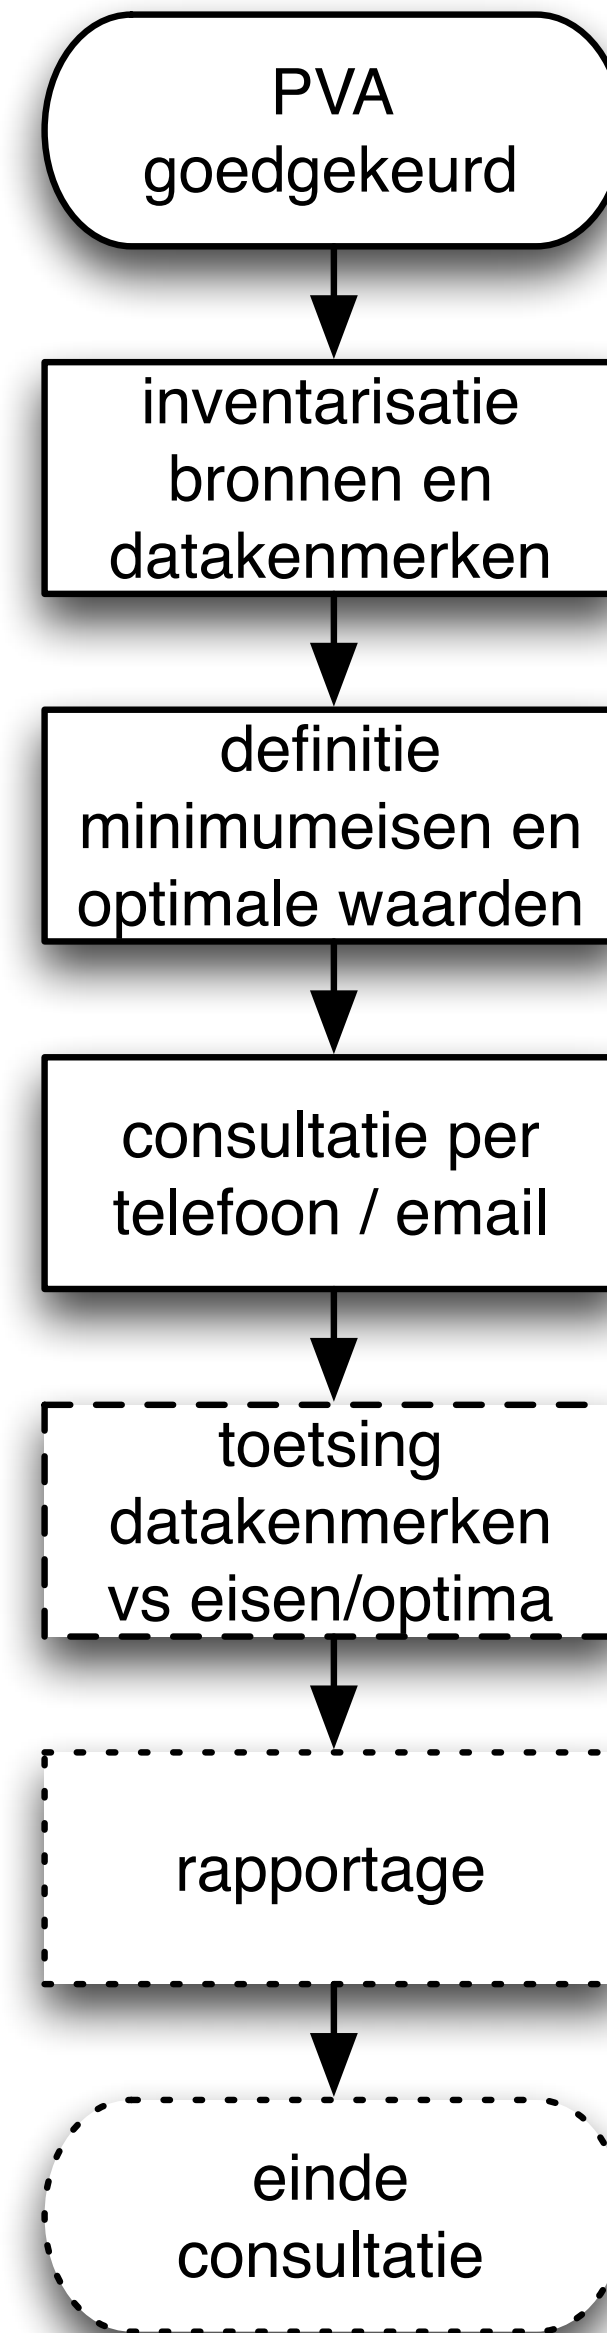 PVA
goedgekeurd
inventarisatie
bronnen en
datakenmerken
definitie
minimumeisen en
optimale waarden
consultatie per
telefoon / email
toetsing
datakenmerken
vs eisen/optima
rapportage
einde
consultatie